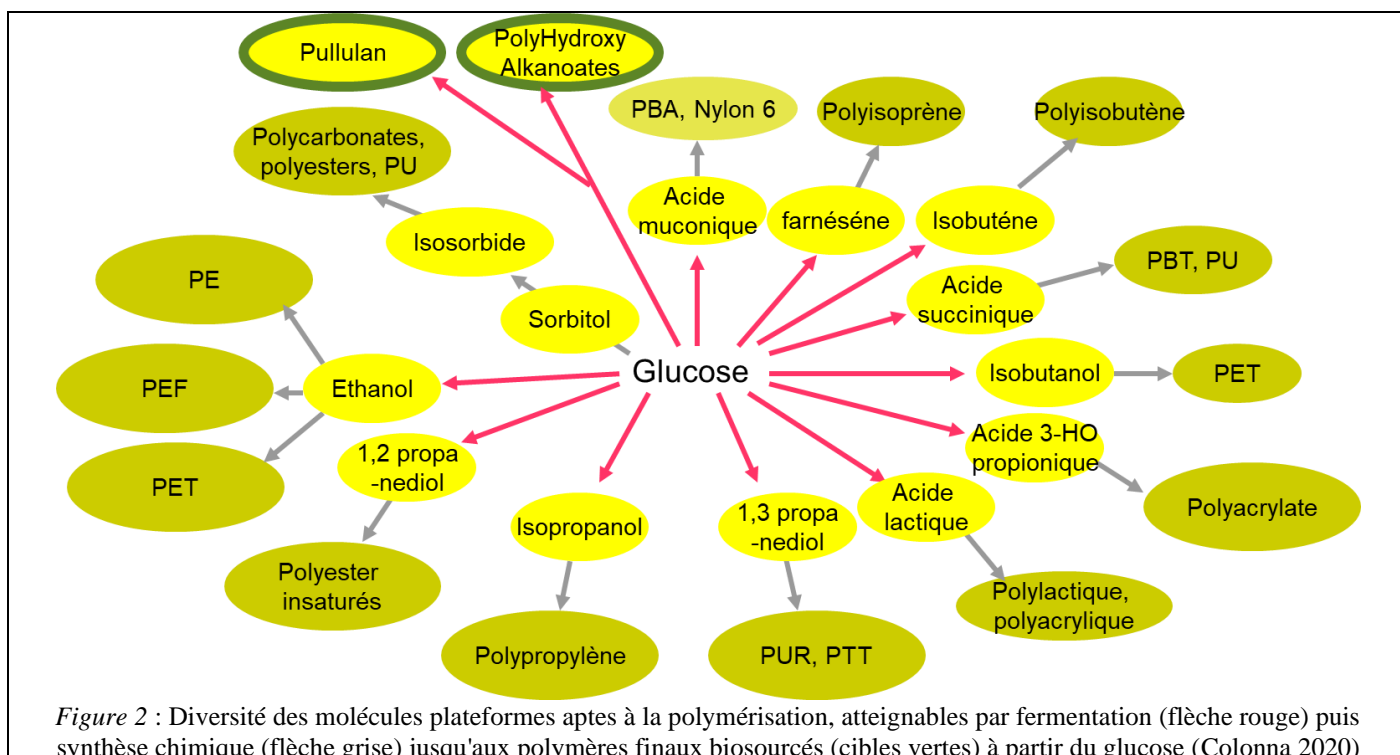 Pullulan
PolyHydroxy
Alkanoates
PBA, Nylon 6
Polyisoprène
Polyisobutène
Polycarbonates,
polyesters, PU
Acide
muconique
farnéséne
Isobuténe
Isosorbide
PE
PBT, PU
Acide
succinique
Sorbitol
Glucose
Isobutanol
PET
PEF
Ethanol
Acide 3-HO
propionique
1,2 propa
-nediol
PET
Acide
lactique
Polyacrylate
Isopropanol
1,3 propa
-nediol
Polyester
insaturés
Polylactique,
polyacrylique
Polypropylène
PUR, PTT
Figure 2 : Diversité des molécules plateformes aptes à la polymérisation, atteignables par fermentation (flèche rouge) puis
synthèse chimique (flèche grise) jusqu'aux polymères finaux biosourcés (cibles vertes) à partir du glucose (Colonna 2020)